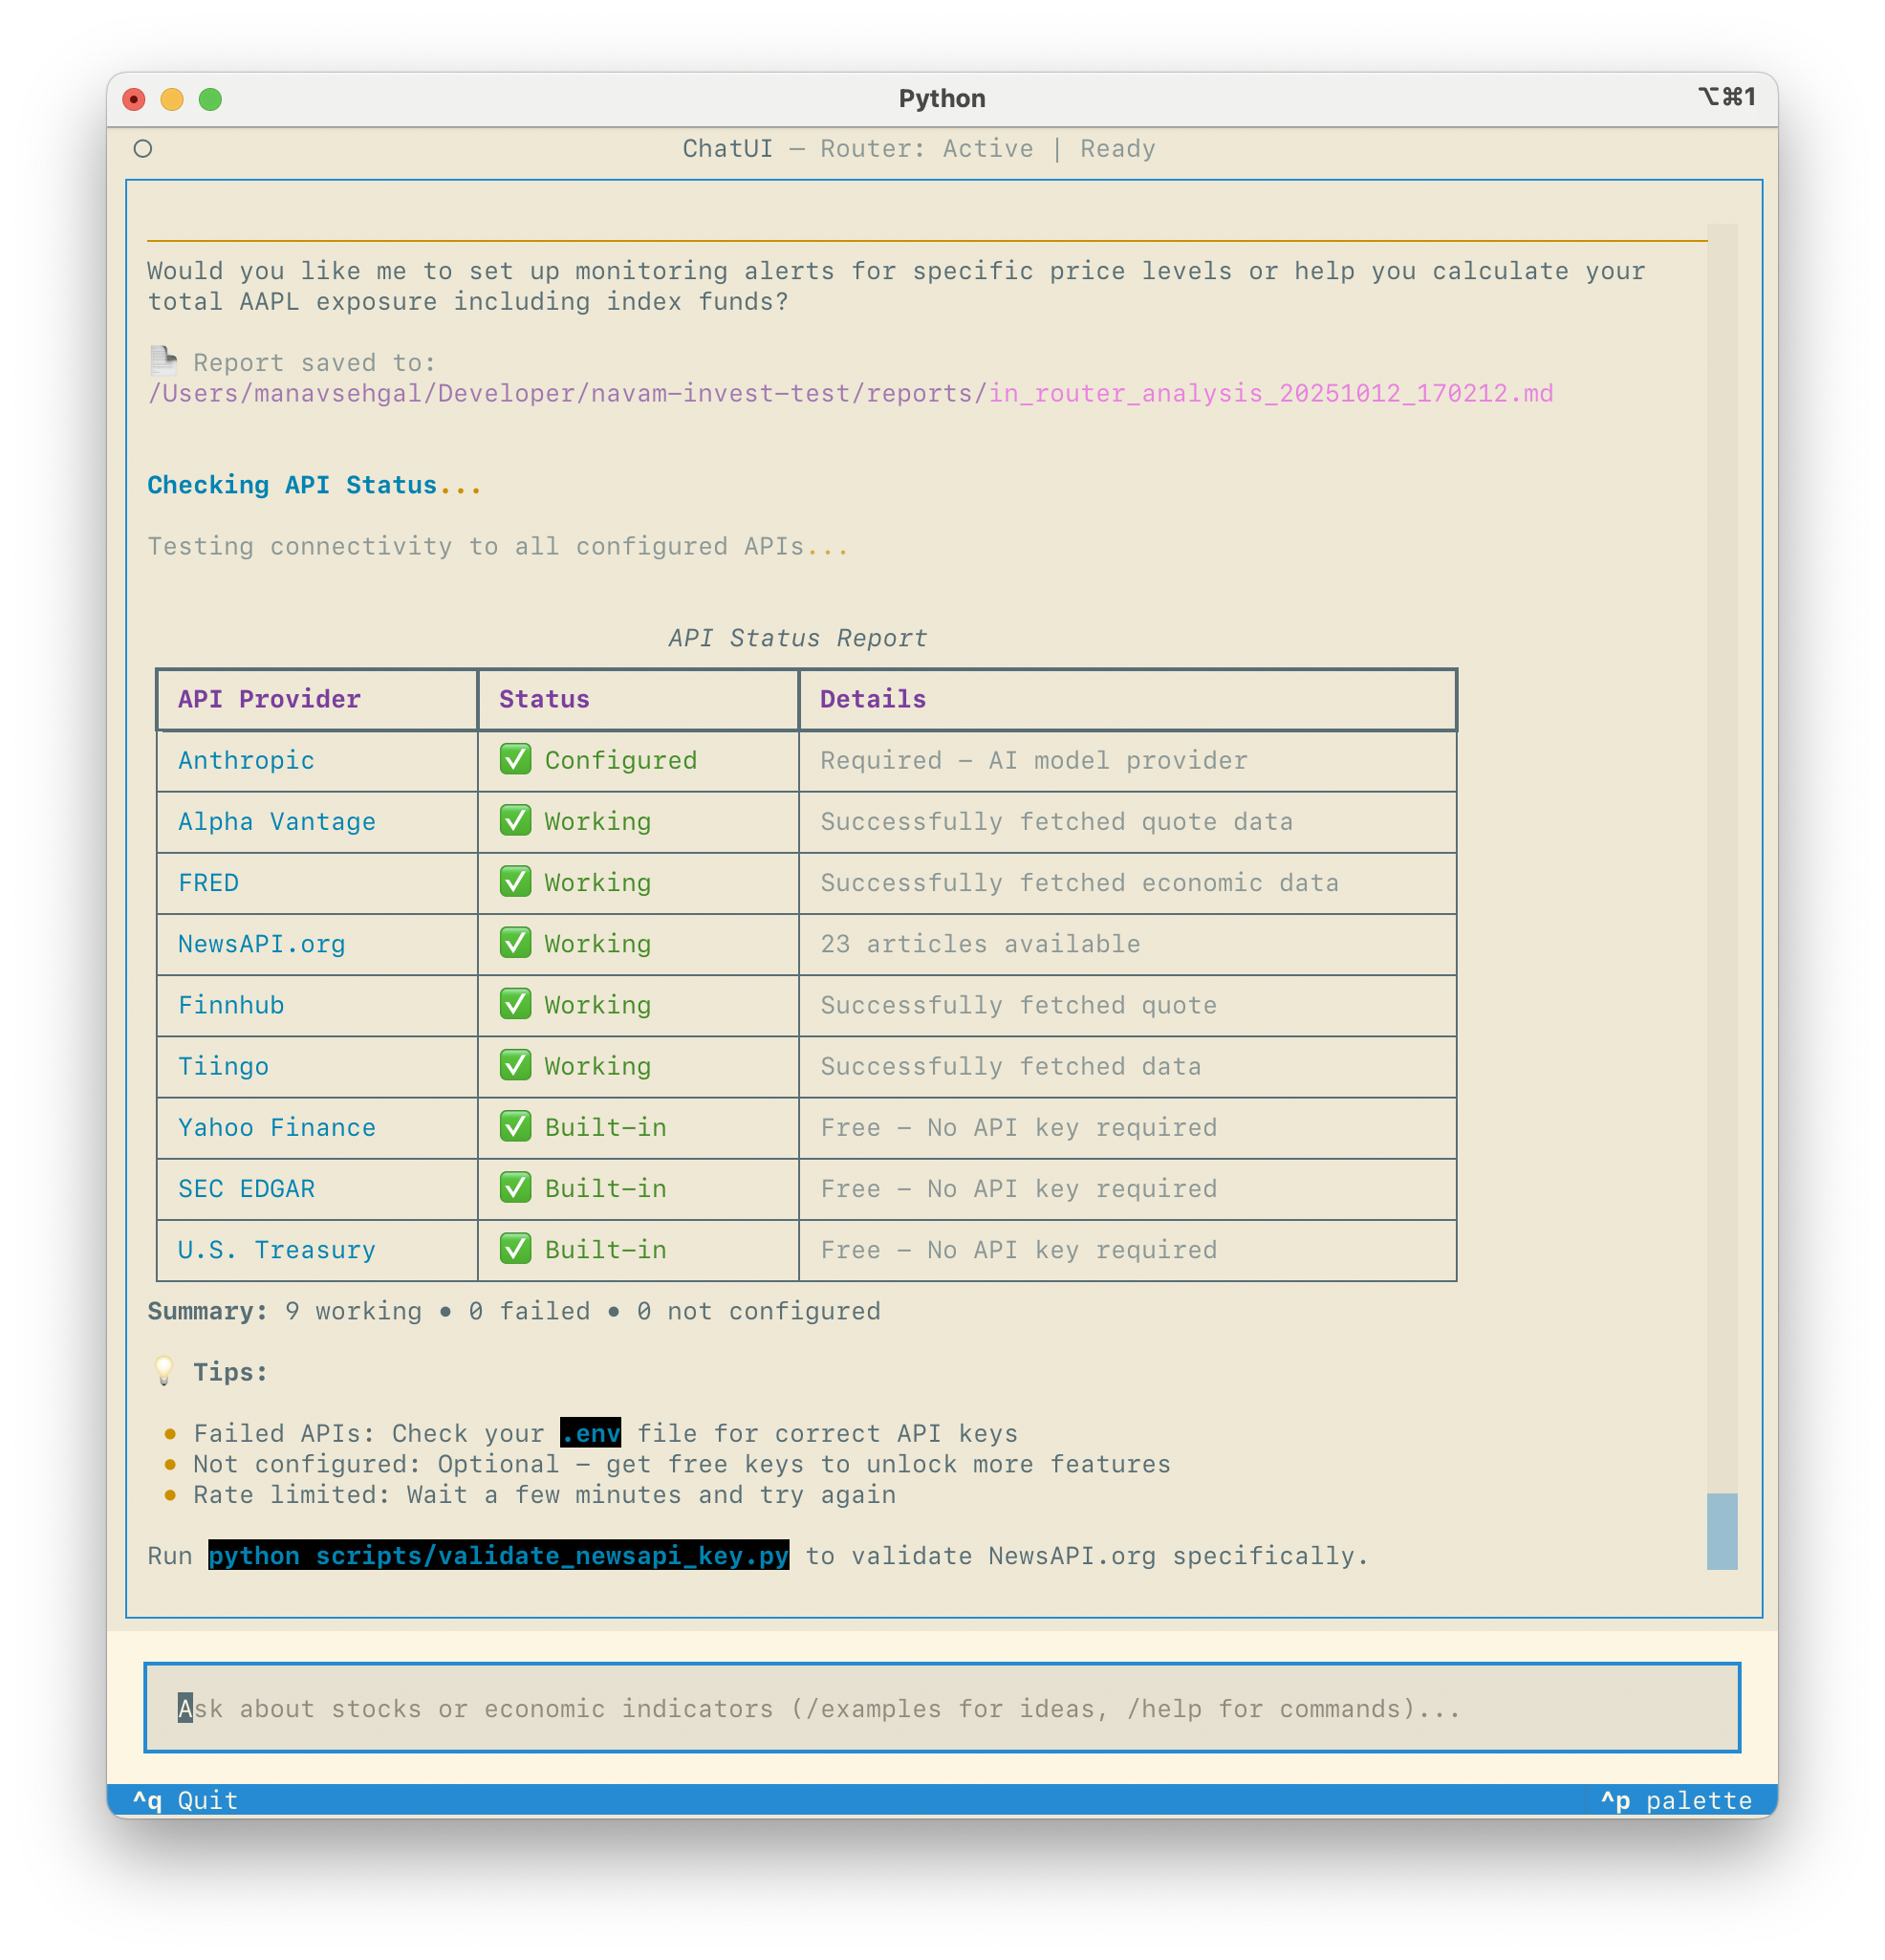 Python
⌥⌘1
ChatUI — Router: Active | Ready
Would you like me to set up monitoring alerts for specific price levels or help you calculate your
total AAPL exposure including index funds?
Report saved to:
/Users/manavsehgal/Developer/navam-invest-test/reports/in_router_analysis_20251012_170212.md
Checking API Status...
Testing connectivity to all configured APIs...
API Status Report
API Provider Status Details
Anthropic ✅ Configured Required - AI model provider
Alpha Vantage ✅ Working Successfully fetched quote data
FRED ✅ Working Successfully fetched economic data
NewsAPI.org ✅ Working 23 articles available
Finnhub ✅ Working Successfully fetched quote
Tiingo ✅ Working Successfully fetched data
Yahoo Finance ✅ Built-in Free - No API key required
SEC EDGAR ✅ Built-in Free - No API key required
U.S. Treasury ✅ Built-in Free - No API key required
Summary: 9 working • 0 failed • 0 not configured
💡 Tips:
• Failed APIs: Check your .env file for correct API keys
• Not configured: Optional - get free keys to unlock more features
• Rate limited: Wait a few minutes and try again
Run python scripts/validate_newsapi_key.py to validate NewsAPI.org specifically.
Ask about stocks or economic indicators (/examples for ideas, /help for commands)...
^q Quit
^p palette